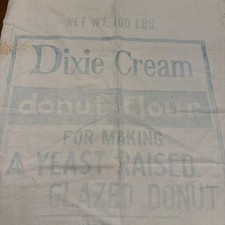 NET WT. 100 LBS.
Dixie Cream
donut flour
FOR MAKING
A YEAST RAISED
GLAZED DONUT